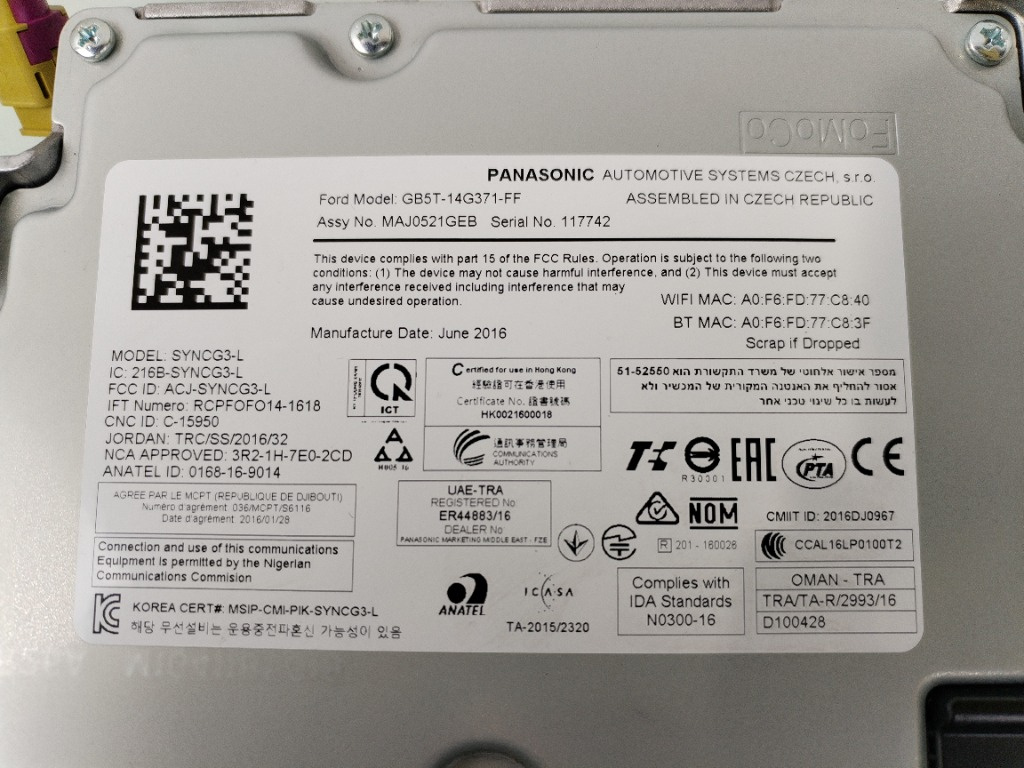 FoMoCo
PANASONIC AUTOMOTIVE SYSTEMS CZECH, s.r.o.
Ford Model: GB5T-14G371-FF
ASSEMBLED IN CZECH REPUBLIC
Assy No. MAJ0521GEB Serial No. 117742
This device complies with part 15 of the FCC Rules. Operation is subject to the following two
conditions: (1) The device may not cause harmful interference, and (2) This device must accept
any interference received including interference that may
cause undesired operation.
WIFI MAC: A0:F6:FD:77:C8:40
BT MAC: A0:F6:FD:77:C8:3F
Scrap if Dropped
Manufacture Date: June 2016
MODEL: SYNCG3-L
IC: 216B-SYNCG3-L
FCC ID: ACJ-SYNCG3-L
IFT Numero: RCPFOFO14-1618
CNC ID: C-15950
JORDAN: TRC/SS/2016/32
NCA APPROVED: 3R2-1H-7E0-2CD
ANATEL ID: 0168-16-9014
ICT
H005 16
Certified for use in Hong Kong
經驗證可在香港使用
Certificate No. 證書號碼
HK0021600018
通訊事務管理局
COMMUNICATIONS
AUTHORITY
מספר אישור אלחוטי של משרד התקשורת הוא 51-52550
אסור להחליף את האנטנה המקורית של המכשיר ולא
לעשות בו כל שינוי טכני אחר
R30001
EAC
PTA
CE
AGREE PAR LE MCPT (REPUBLIQUE DE DJIBOUTI)
Numéro d'agrément 036/MCPT/S6116
Date d'agrément 2016/01/28
UAE-TRA
REGISTERED No
ER44883/16
DEALER No
PANASONIC MARKETING MIDDLE EAST - FZE
NOM
CMIIT ID: 2016DJ0967
R 201 - 160026
CCAL16LP0100T2
Connection and use of this communications
Equipment is permitted by the Nigerian
Communications Commision
KOREA CERT#: MSIP-CMI-PIK-SYNCG3-L
해당 무선설비는 운용중전파혼신 가능성이 있음
ANATEL
ICASA
TA-2015/2320
Complies with
IDA Standards
N0300-16
OMAN - TRA
TRA/TA-R/2993/16
D100428